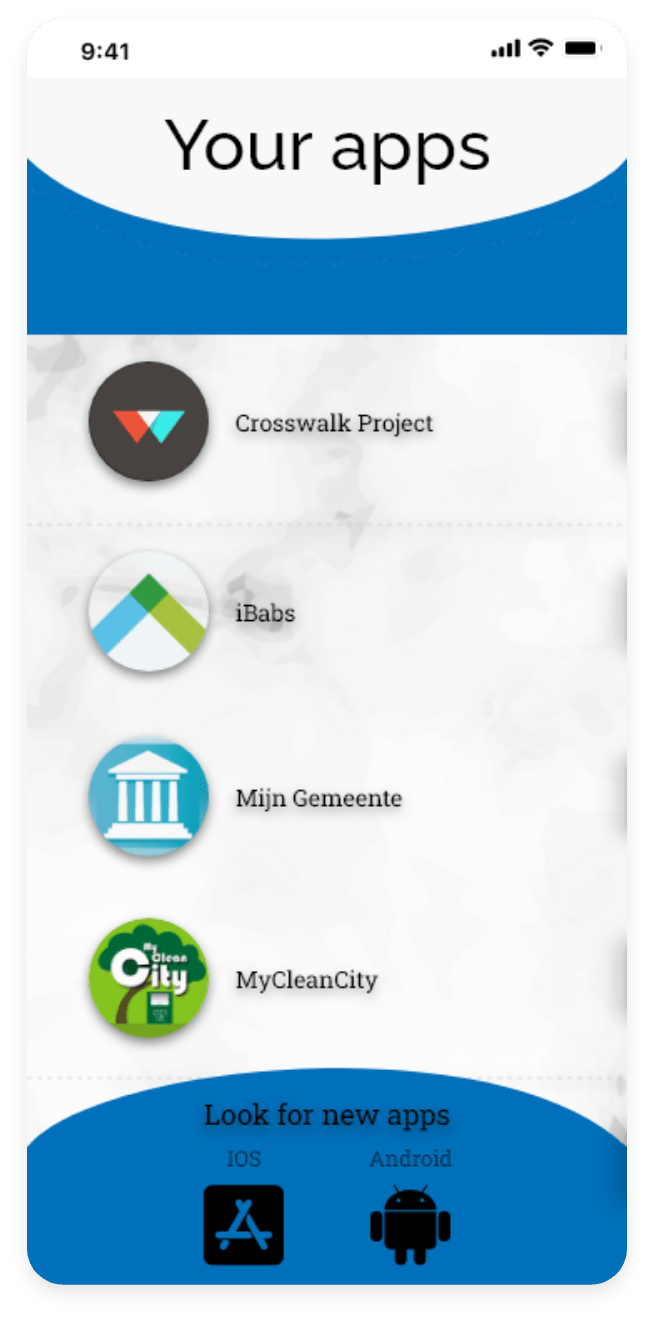 9:41
Your apps
Crosswalk Project
iBabs
Mijn Gemeente
My
Clean
City
MyCleanCity
Look for new apps
IOS Android